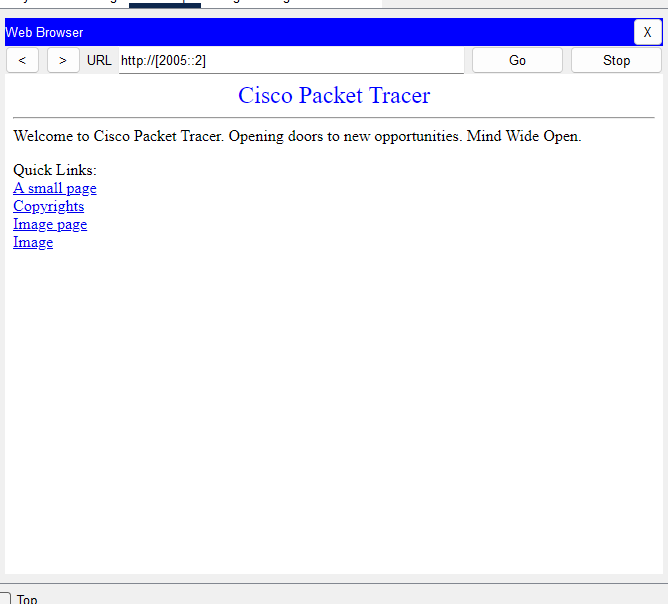 Web Browser
X
<
>
URL
http://[2005::2]
Go
Stop
Cisco Packet Tracer
Welcome to Cisco Packet Tracer. Opening doors to new opportunities. Mind Wide Open.
Quick Links:
A small page
Copyrights
Image page
Image
Top